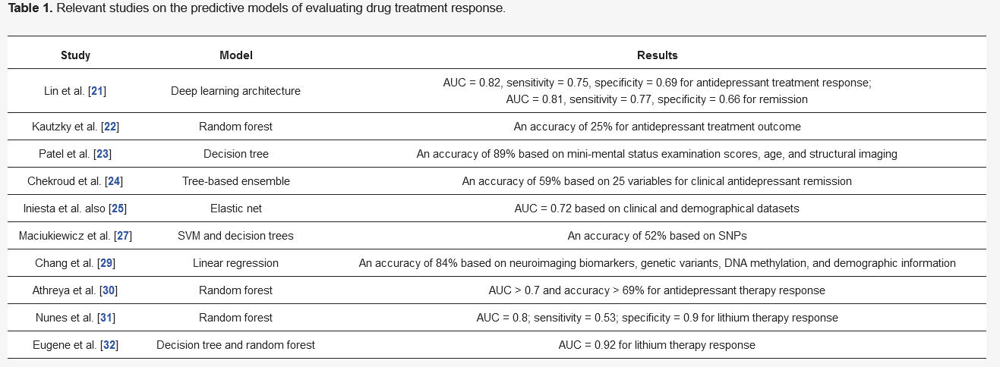 Table 1. Relevant studies on the predictive models of evaluating drug treatment response.
Study Model Results
Lin et al. [21] Deep learning architecture AUC = 0.82, sensitivity = 0.75, specificity = 0.69 for antidepressant treatment response;
AUC = 0.81, sensitivity = 0.77, specificity = 0.66 for remission
Kautzky et al. [22] Random forest An accuracy of 25% for antidepressant treatment outcome
Patel et al. [23] Decision tree An accuracy of 89% based on mini-mental status examination scores, age, and structural imaging
Chekroud et al. [24] Tree-based ensemble An accuracy of 59% based on 25 variables for clinical antidepressant remission
Iniesta et al. also [25] Elastic net AUC = 0.72 based on clinical and demographical datasets
Maciukiewicz et al. [27] SVM and decision trees An accuracy of 52% based on SNPs
Chang et al. [29] Linear regression An accuracy of 84% based on neuroimaging biomarkers, genetic variants, DNA methylation, and demographic information
Athreya et al. [30] Random forest AUC > 0.7 and accuracy > 69% for antidepressant therapy response
Nunes et al. [31] Random forest AUC = 0.8; sensitivity = 0.53; specificity = 0.9 for lithium therapy response
Eugene et al. [32] Decision tree and random forest AUC = 0.92 for lithium therapy response